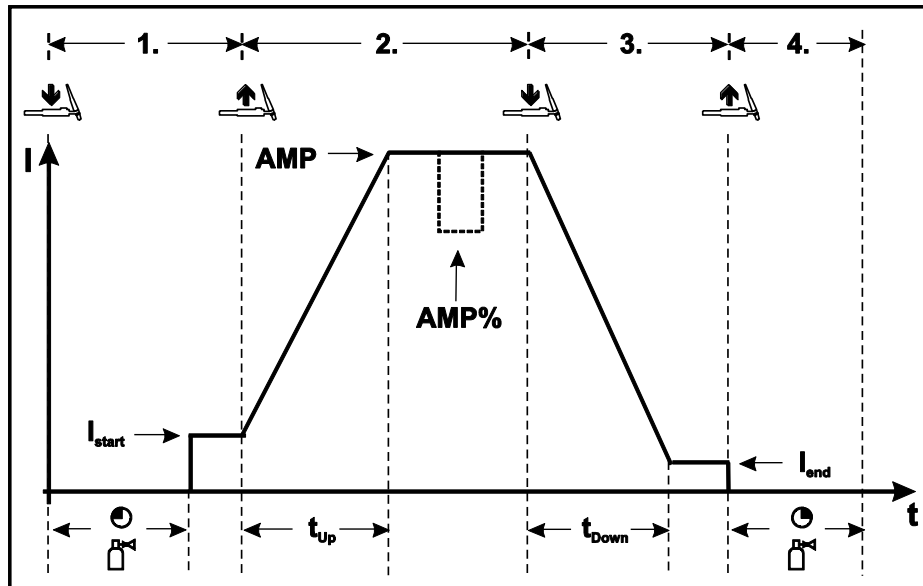 1. 2. 3. 4.
I
AMP
AMP%
Istart
Iend
t
tUp
tDown